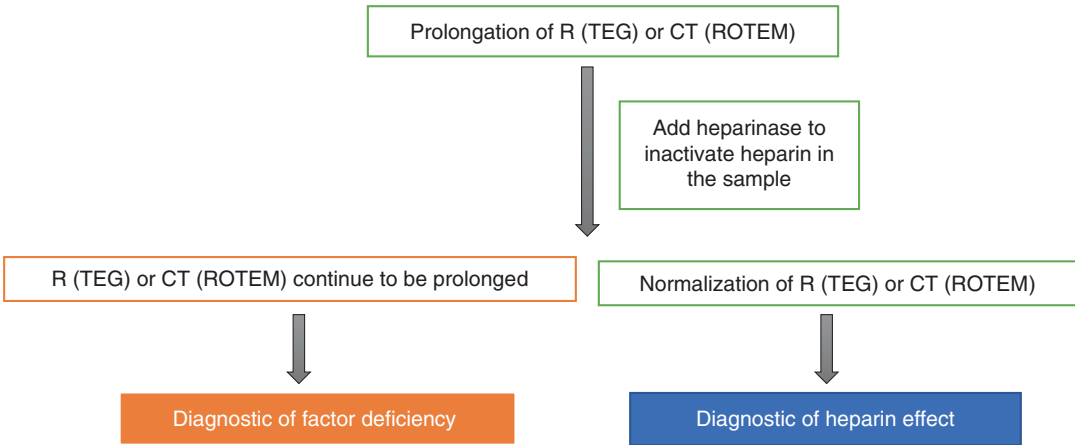 Prolongation of R (TEG) or CT (ROTEM)
Add heparinase to
inactivate heparin in
the sample
R (TEG) or CT (ROTEM) continue to be prolonged
Normalization of R (TEG) or CT (ROTEM)
Diagnostic of factor deficiency
Diagnostic of heparin effect